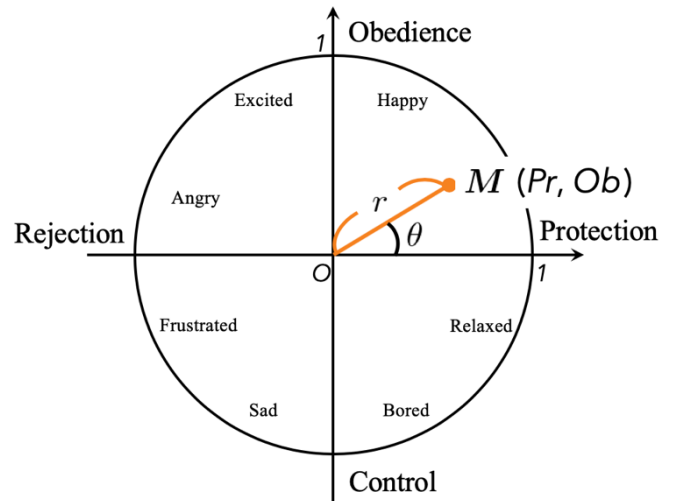 1 Obedience
Excited Happy
Angry
r
M (Pr, Ob)
Rejection
θ
Protection
O
1
Frustrated
Relaxed
Sad
Bored
Control